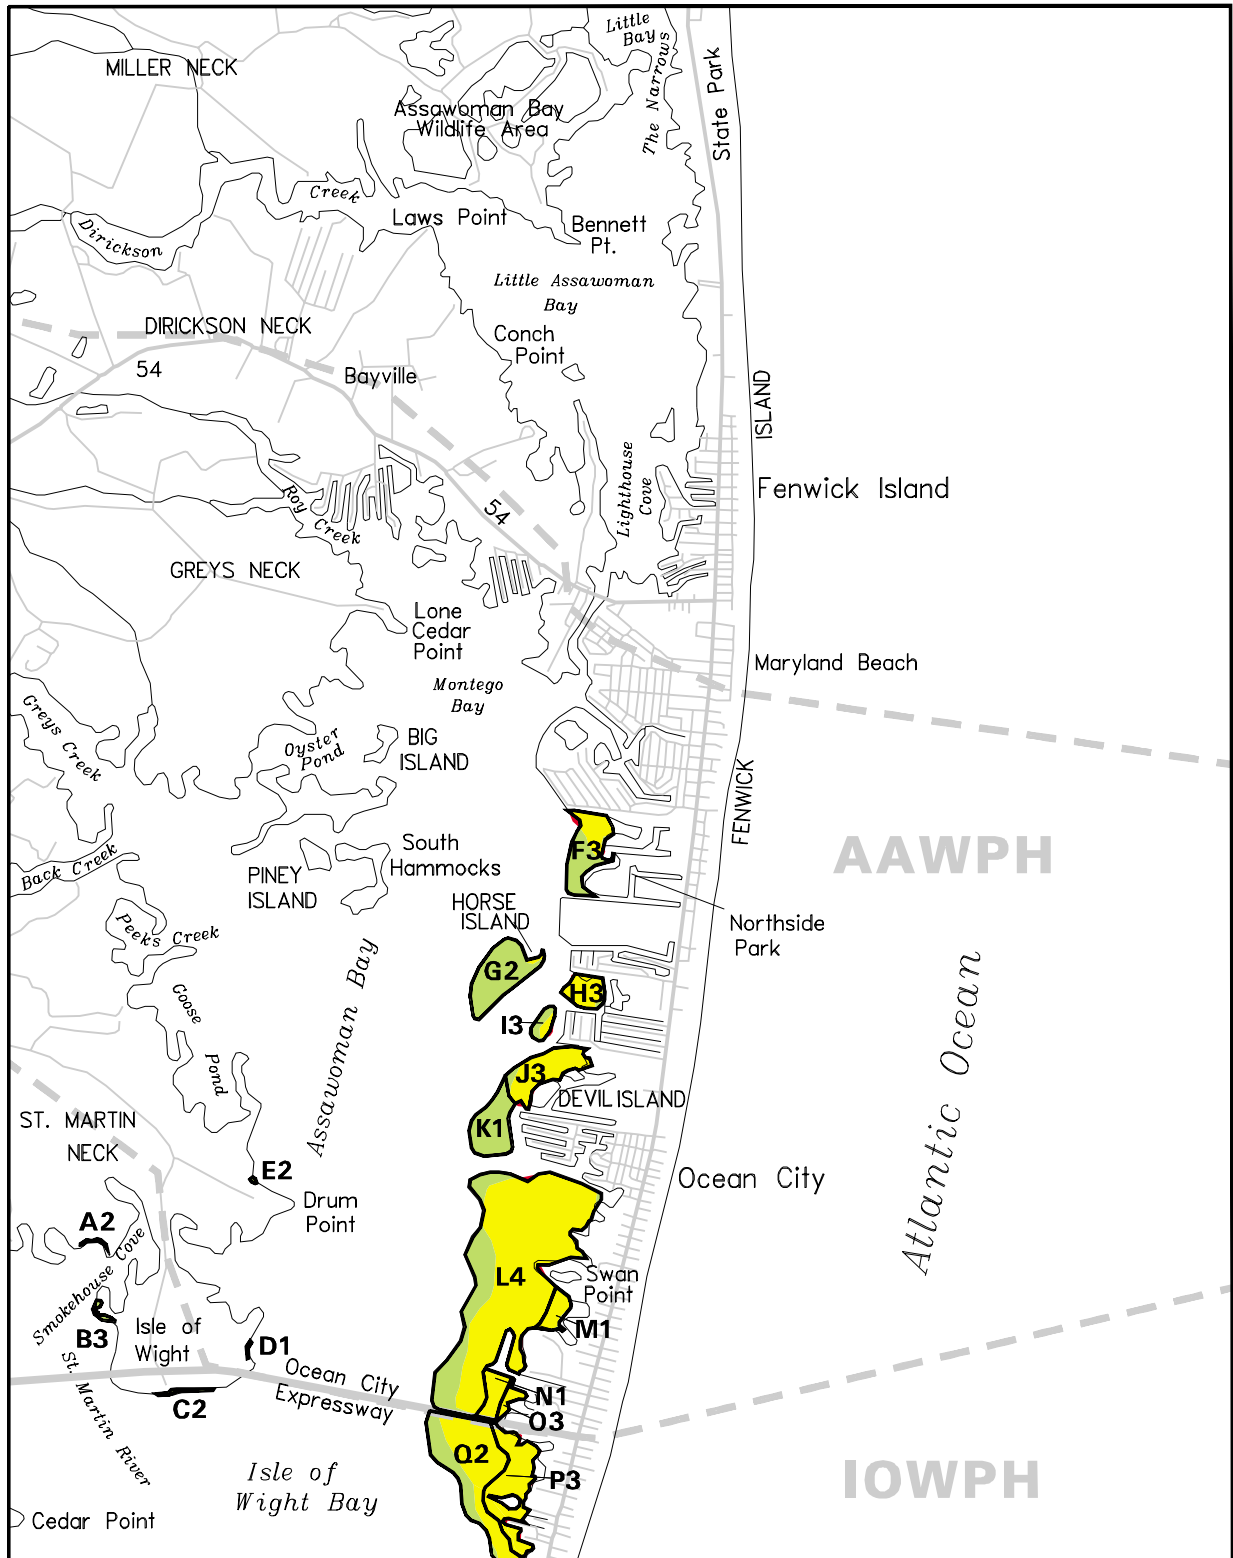 Little
Bay
The Narrows
State Park
MILLER NECK
Assawoman Bay
Wildlife Area
Creek
Laws Point
Bennett
Pt.
Dirickson
Little Assawoman
Bay
DIRICKSON NECK
Conch
Point
54
Bayville
ISLAND
Lighthouse
Cove
Fenwick Island
Roy Creek
54
GREYS NECK
Lone
Cedar
Point
Maryland Beach
Montego
Bay
Greys Creek
Oyster
Pond
BIG
ISLAND
FENWICK
AAWPH
F3
South
Hammocks
Back Creek
PINEY
ISLAND
HORSE
ISLAND
Northside
Park
Peeks Creek
G2
H3
Goose
Pond
I3
Assawoman Bay
Atlantic Ocean
J3
DEVIL ISLAND
ST. MARTIN
NECK
K1
E2
Ocean City
Drum
Point
A2
Smokehouse Cove
L4
Swan
Point
B3
Isle of
Wight
D1
M1
St. Martin River
Ocean City
Expressway
C2
N1
O3
Q2
P3
Isle of
Wight Bay
IOWPH
Cedar Point